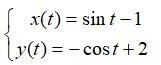 x(t) = sin t − 1
y(t) = −cos t + 2